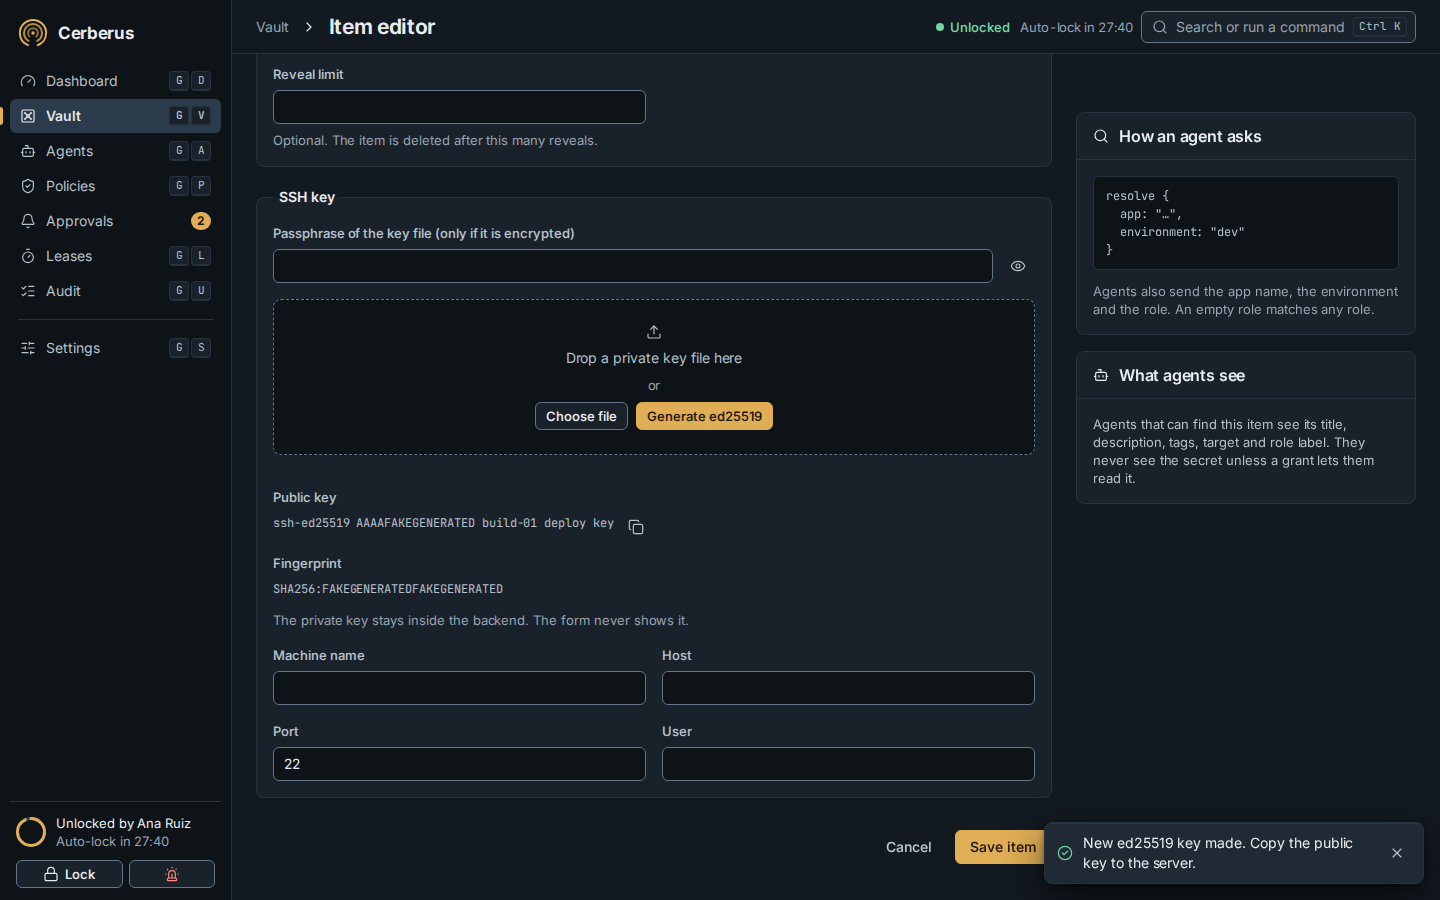 Cerberus
Dashboard G D
Vault G V
Agents G A
Policies G P
Approvals 2
Leases G L
Audit G U
Settings G S
Unlocked by Ana Ruiz
Auto-lock in 27:40
Lock
Vault
Item editor
Unlocked Auto-lock in 27:40
Search or run a command Ctrl K
Reveal limit
Optional. The item is deleted after this many reveals.
SSH key
Passphrase of the key file (only if it is encrypted)
Drop a private key file here
or
Choose file
Generate ed25519
Public key
ssh-ed25519 AAAAFAKEGENERATED build-01 deploy key
Fingerprint
SHA256:FAKEGENERATEDFAKEGENERATED
The private key stays inside the backend. The form never shows it.
Machine name
Host
Port
User
22
Cancel
Save item
How an agent asks
resolve {
app: "…",
environment: "dev"
}
Agents also send the app name, the environment
and the role. An empty role matches any role.
What agents see
Agents that can find this item see its title,
description, tags, target and role label. They
never see the secret unless a grant lets them
read it.
New ed25519 key made. Copy the public
key to the server.